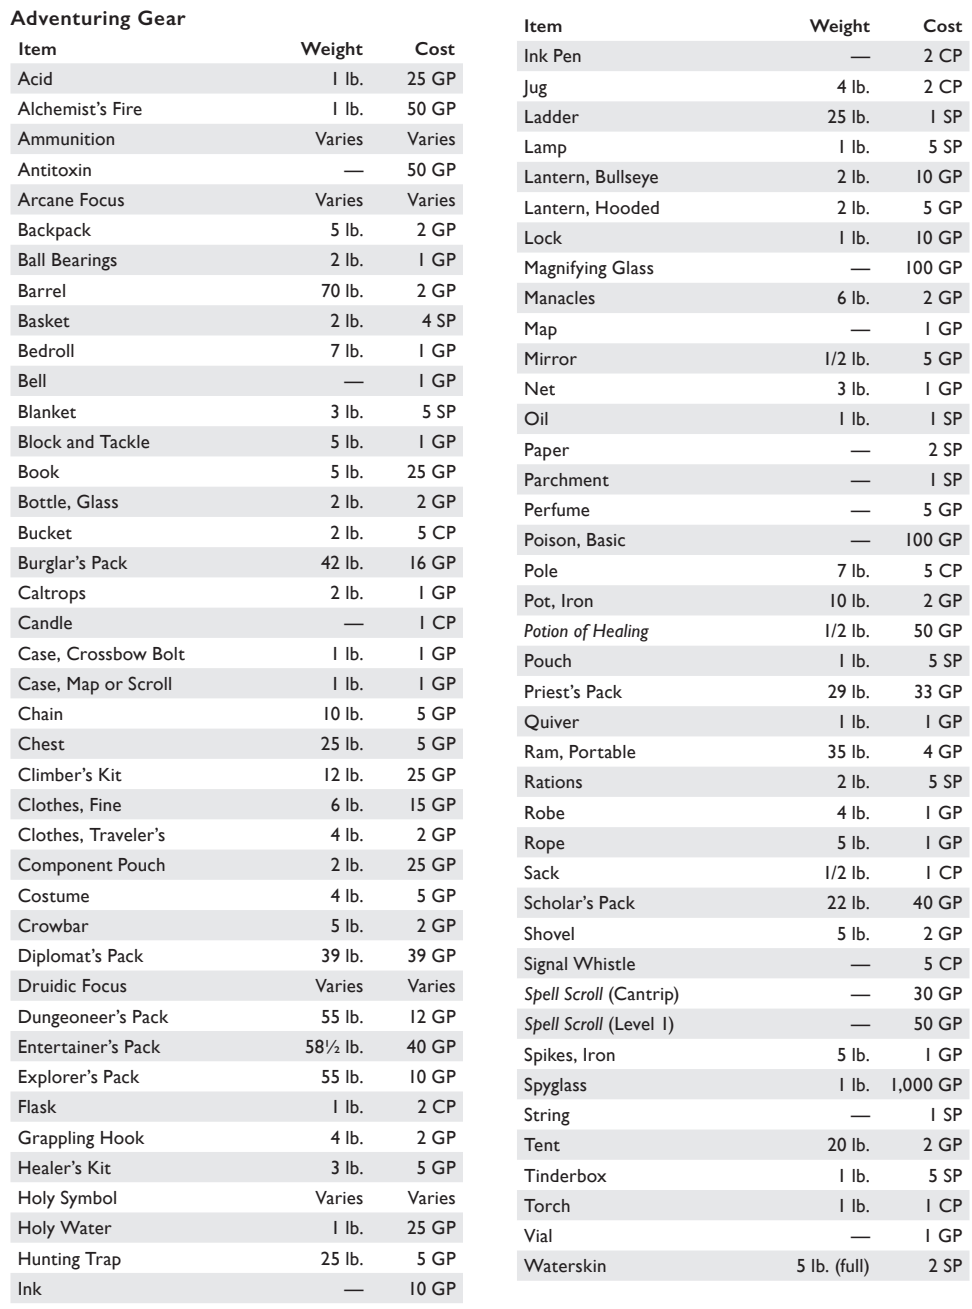 Adventuring Gear
Item Weight Cost
Acid 1 lb. 25 GP
Alchemist's Fire 1 lb. 50 GP
Ammunition Varies Varies
Antitoxin — 50 GP
Arcane Focus Varies Varies
Backpack 5 lb. 2 GP
Ball Bearings 2 lb. 1 GP
Barrel 70 lb. 2 GP
Basket 2 lb. 4 SP
Bedroll 7 lb. 1 GP
Bell — 1 GP
Blanket 3 lb. 5 SP
Block and Tackle 5 lb. 1 GP
Book 5 lb. 25 GP
Bottle, Glass 2 lb. 2 GP
Bucket 2 lb. 5 CP
Burglar's Pack 42 lb. 16 GP
Caltrops 2 lb. 1 GP
Candle — 1 CP
Case, Crossbow Bolt 1 lb. 1 GP
Case, Map or Scroll 1 lb. 1 GP
Chain 10 lb. 5 GP
Chest 25 lb. 5 GP
Climber's Kit 12 lb. 25 GP
Clothes, Fine 6 lb. 15 GP
Clothes, Traveler's 4 lb. 2 GP
Component Pouch 2 lb. 25 GP
Costume 4 lb. 5 GP
Crowbar 5 lb. 2 GP
Diplomat's Pack 39 lb. 39 GP
Druidic Focus Varies Varies
Dungeoneer's Pack 55 lb. 12 GP
Entertainer's Pack 58½ lb. 40 GP
Explorer's Pack 55 lb. 10 GP
Flask 1 lb. 2 CP
Grappling Hook 4 lb. 2 GP
Healer's Kit 3 lb. 5 GP
Holy Symbol Varies Varies
Holy Water 1 lb. 25 GP
Hunting Trap 25 lb. 5 GP
Ink — 10 GP
Item Weight Cost
Ink Pen — 2 CP
Jug 4 lb. 2 CP
Ladder 25 lb. 1 SP
Lamp 1 lb. 5 SP
Lantern, Bullseye 2 lb. 10 GP
Lantern, Hooded 2 lb. 5 GP
Lock 1 lb. 10 GP
Magnifying Glass — 100 GP
Manacles 6 lb. 2 GP
Map — 1 GP
Mirror 1/2 lb. 5 GP
Net 3 lb. 1 GP
Oil 1 lb. 1 SP
Paper — 2 SP
Parchment — 1 SP
Perfume — 5 GP
Poison, Basic — 100 GP
Pole 7 lb. 5 CP
Pot, Iron 10 lb. 2 GP
Potion of Healing 1/2 lb. 50 GP
Pouch 1 lb. 5 SP
Priest's Pack 29 lb. 33 GP
Quiver 1 lb. 1 GP
Ram, Portable 35 lb. 4 GP
Rations 2 lb. 5 SP
Robe 4 lb. 1 GP
Rope 5 lb. 1 GP
Sack 1/2 lb. 1 CP
Scholar's Pack 22 lb. 40 GP
Shovel 5 lb. 2 GP
Signal Whistle — 5 CP
Spell Scroll (Cantrip) — 30 GP
Spell Scroll (Level 1) — 50 GP
Spikes, Iron 5 lb. 1 GP
Spyglass 1 lb. 1,000 GP
String — 1 SP
Tent 20 lb. 2 GP
Tinderbox 1 lb. 5 SP
Torch 1 lb. 1 CP
Vial — 1 GP
Waterskin 5 lb. (full) 2 SP